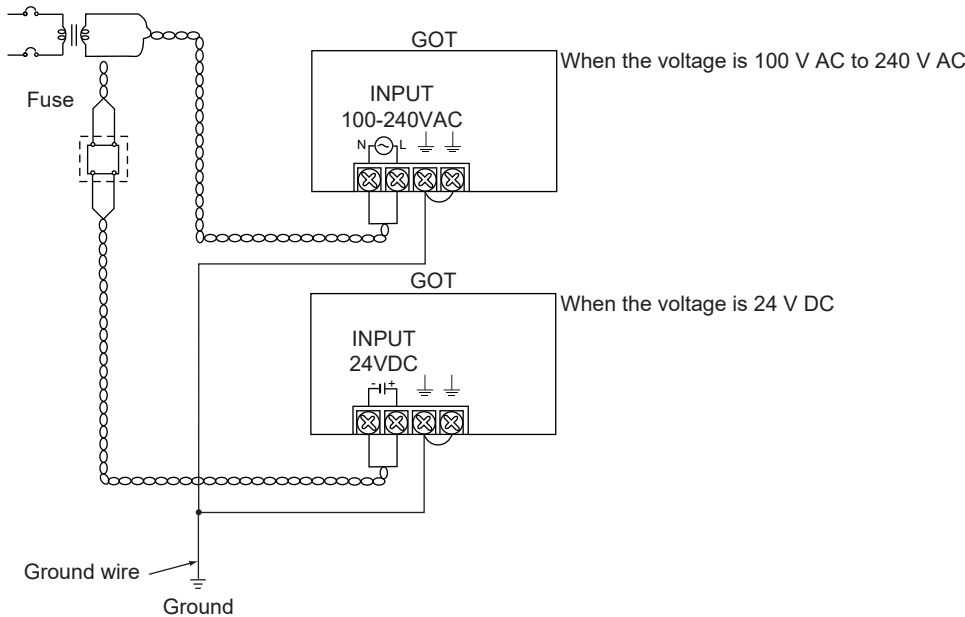 GOT
When the voltage is 100 V AC to 240 V AC
Fuse
INPUT
100-240VAC
N L
GOT
When the voltage is 24 V DC
INPUT
24VDC
- +
Ground wire
Ground